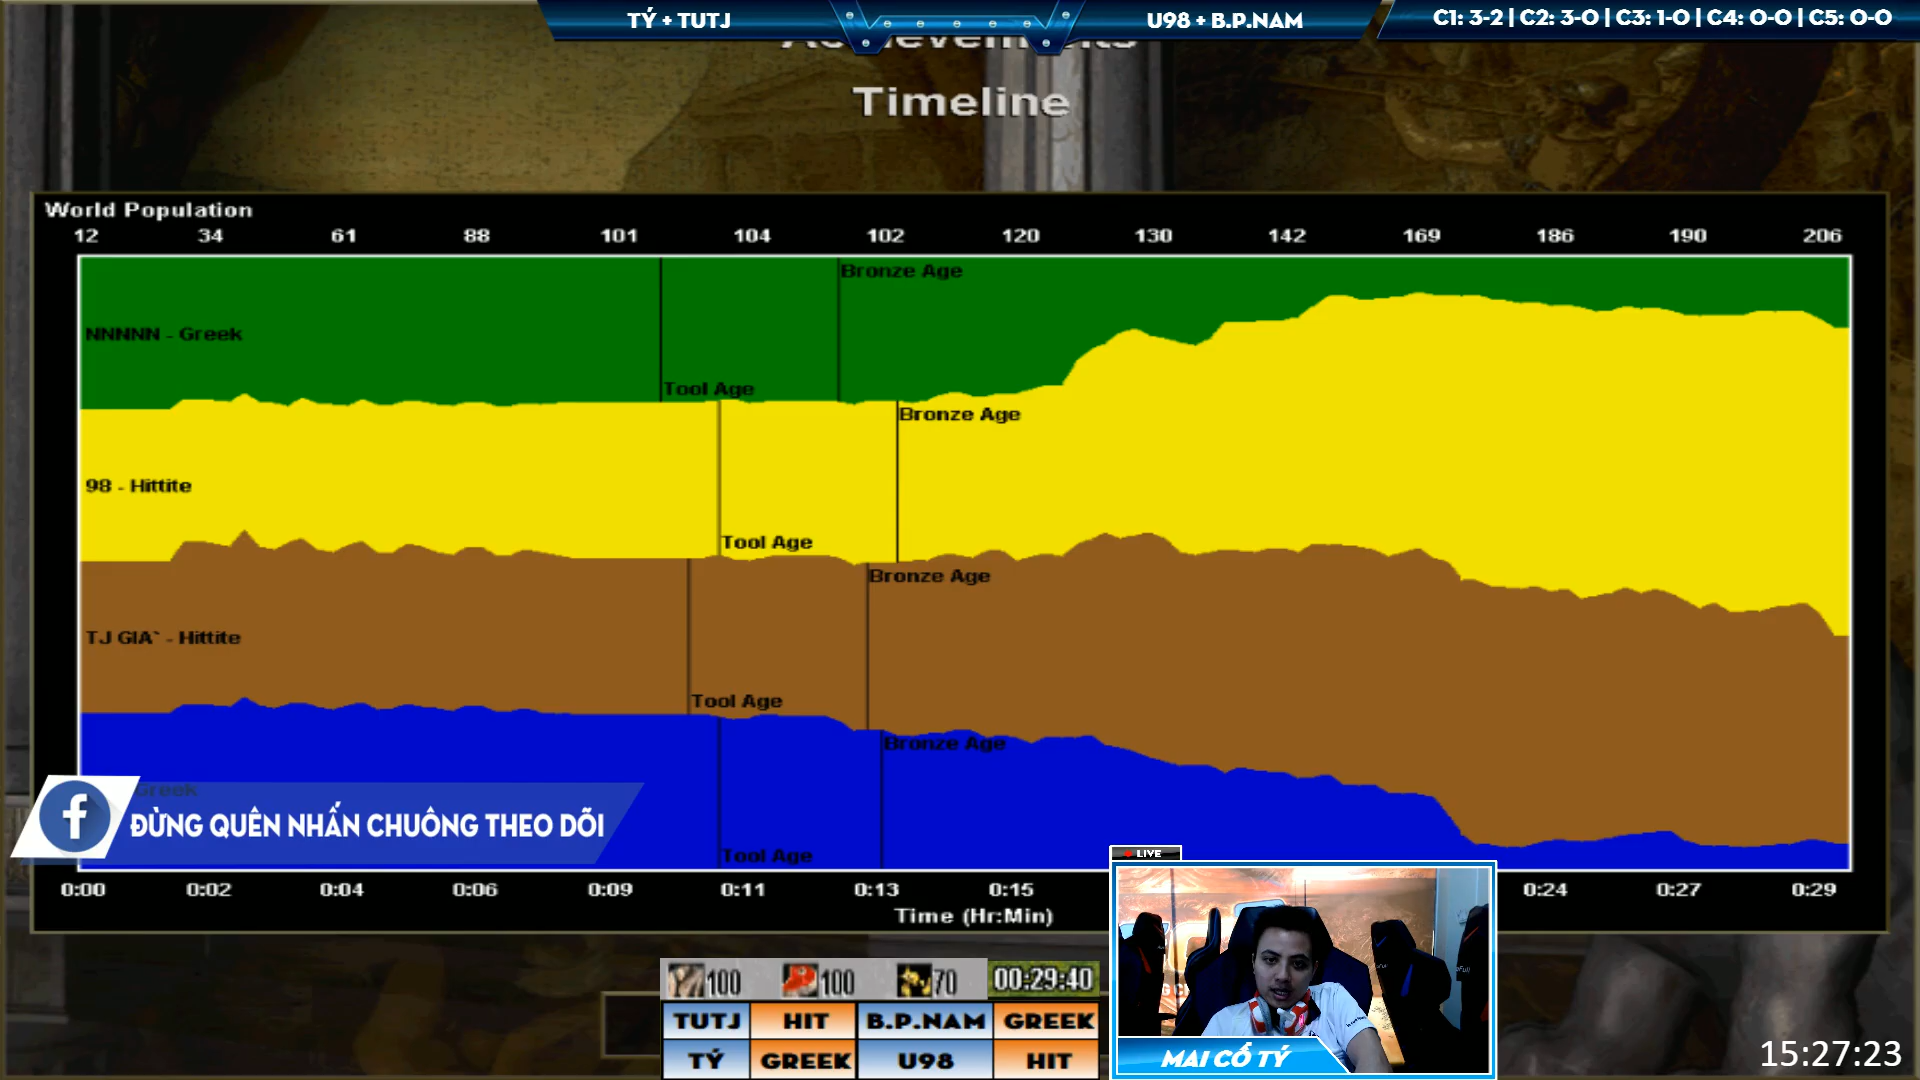 TÝ + TUTJ
U98 + B.P.NAM
C1: 3-2 | C2: 3-0 | C3: 1-0 | C4: 0-0 | C5: 0-0
Achievements
Timeline
World Population
12 34 61 88 101 104 102 120 130 142 169 186 190 206
Bronze Age
NNNNN - Greek
Tool Age
Bronze Age
98 - Hittite
Tool Age
Bronze Age
TJ GIA` - Hittite
Tool Age
Bronze Age
Greek
ĐỪNG QUÊN NHẤN CHUÔNG THEO DÕI
Tool Age
LIVE
0:00 0:02 0:04 0:06 0:09 0:11 0:13 0:15 0:24 0:27 0:29
Time (Hr:Min)
100 100 70 00:29:40
TUTJ HIT B.P.NAM GREEK
TÝ GREEK U98 HIT
MAI CỒ TÝ
15:27:23